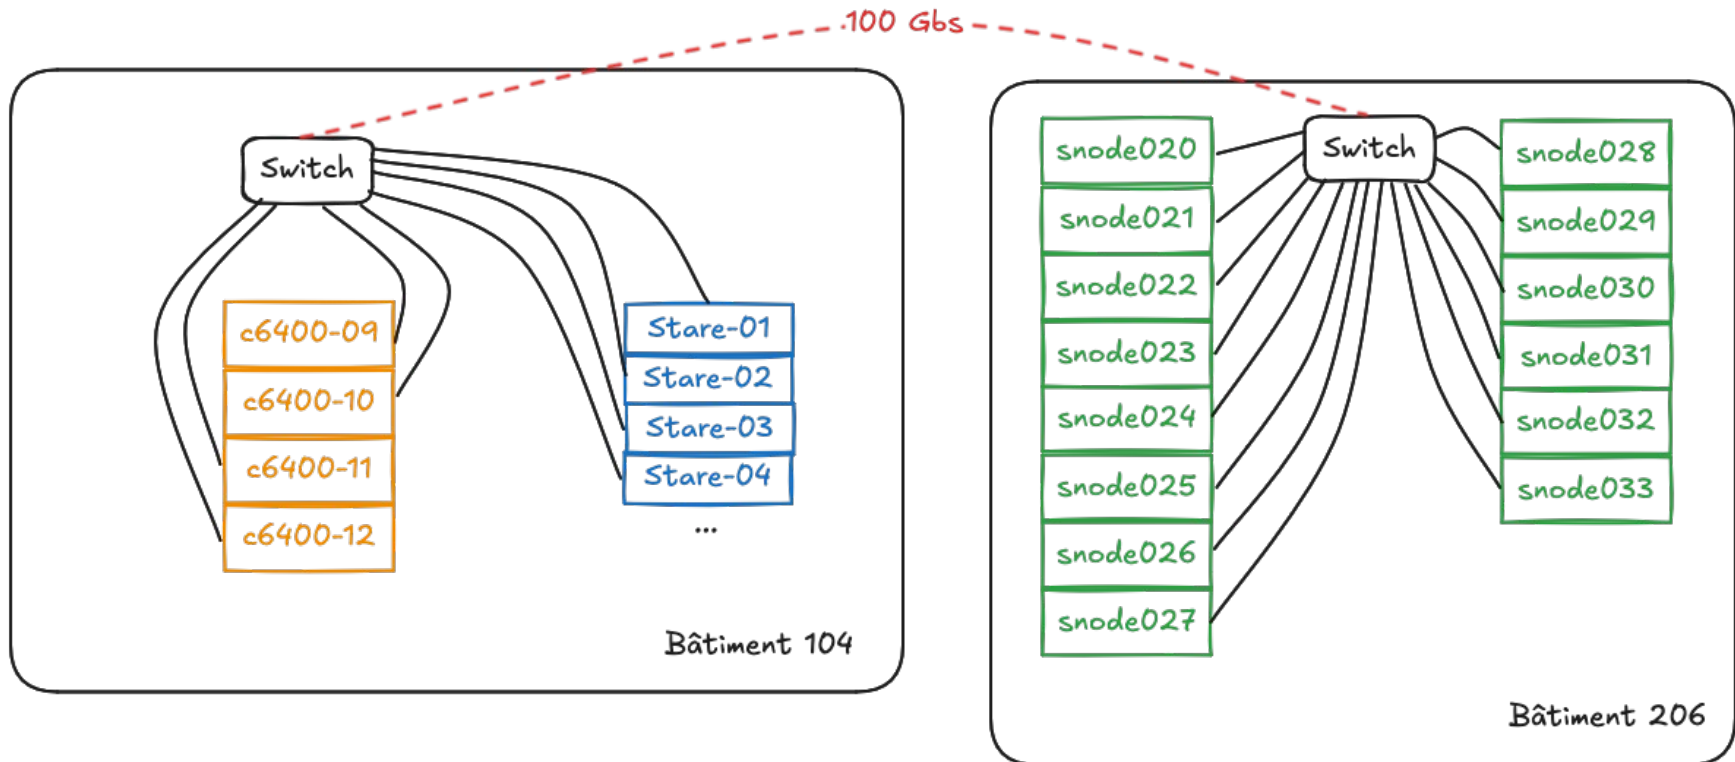 100 Gbs
Switch
c6400-09
c6400-10
c6400-11
c6400-12
Stare-01
Stare-02
Stare-03
Stare-04
...
Bâtiment 104
Switch
snode020
snode021
snode022
snode023
snode024
snode025
snode026
snode027
snode028
snode029
snode030
snode031
snode032
snode033
Bâtiment 206